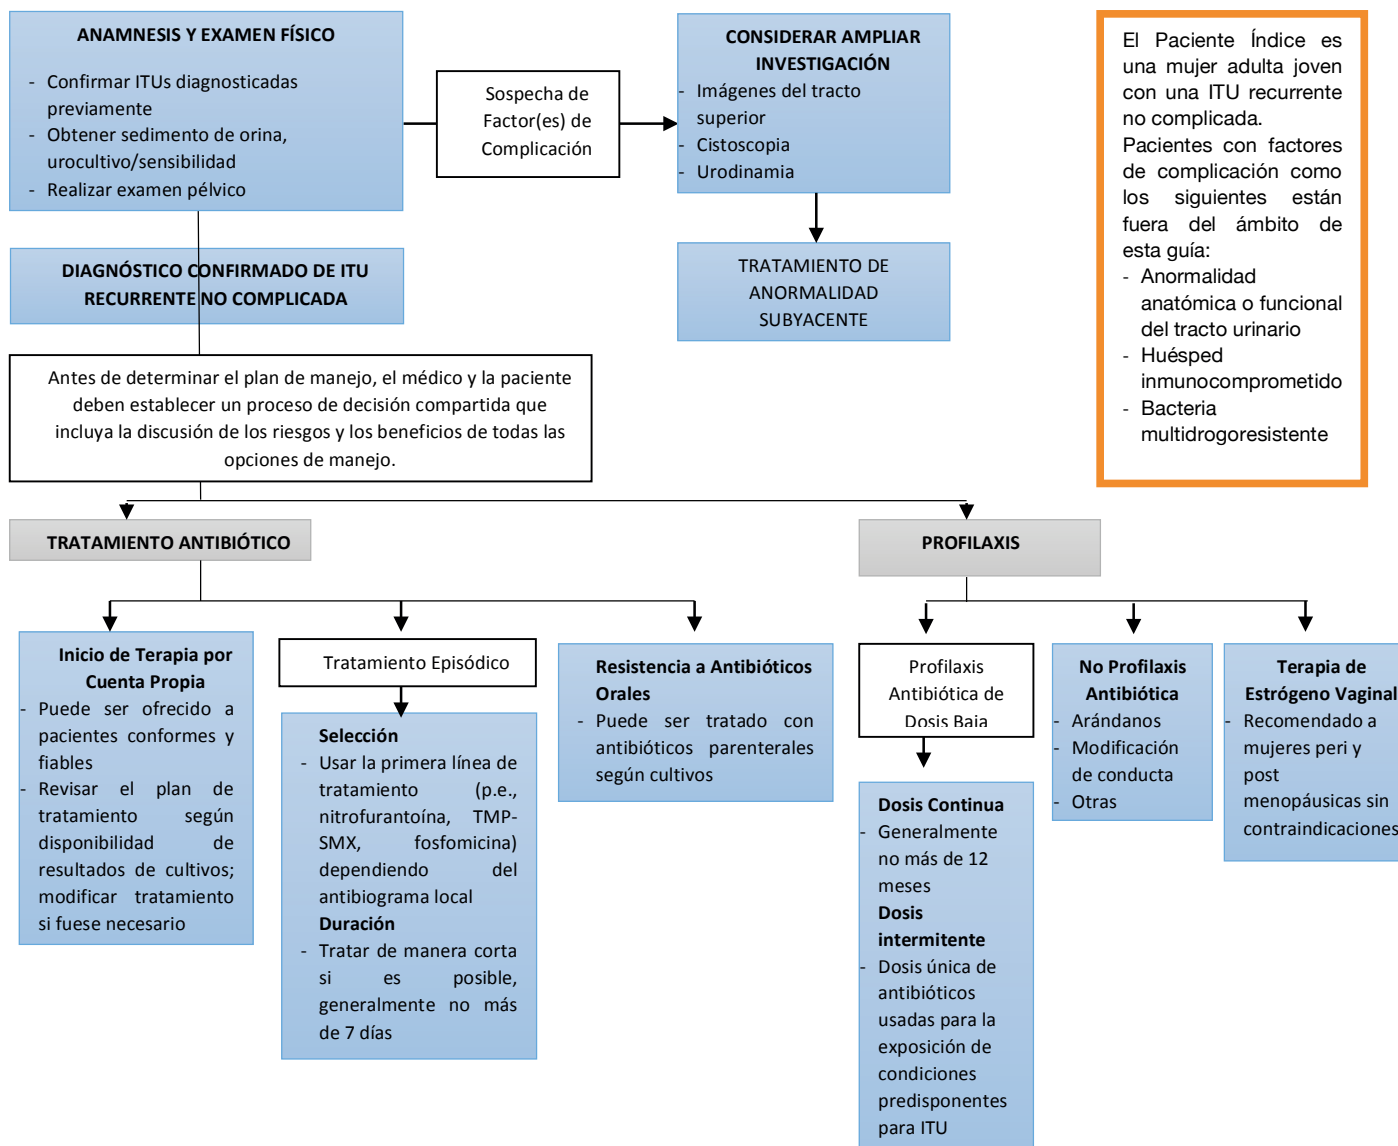 ANAMNESIS Y EXAMEN FÍSICO
- Confirmar ITUs diagnosticadas
previamente
- Obtener sedimento de orina,
urocultivo/sensibilidad
- Realizar examen pélvico
Sospecha de
Factor(es) de
Complicación
CONSIDERAR AMPLIAR
INVESTIGACIÓN
- Imágenes del tracto
superior
- Cistoscopia
- Urodinamia
El Paciente Índice es
una mujer adulta joven
con una ITU recurrente
no complicada.
Pacientes con factores
de complicación como
los siguientes están
fuera del ámbito de
esta guía:
- Anormalidad
anatómica o funcional
del tracto urinario
- Huésped
inmunocomprometido
- Bacteria
multidrogoresistente
DIAGNÓSTICO CONFIRMADO DE ITU
RECURRENTE NO COMPLICADA
TRATAMIENTO DE
ANORMALIDAD
SUBYACENTE
Antes de determinar el plan de manejo, el médico y la paciente
deben establecer un proceso de decisión compartida que
incluya la discusión de los riesgos y los beneficios de todas las
opciones de manejo.
TRATAMIENTO ANTIBIÓTICO
PROFILAXIS
Inicio de Terapia por
Cuenta Propia
- Puede ser ofrecido a
pacientes conformes y
fiables
- Revisar el plan de
tratamiento según
disponibilidad de
resultados de cultivos;
modificar tratamiento
si fuese necesario
Tratamiento Episódico
Selección
- Usar la primera línea de
tratamiento (p.e.,
nitrofurantoína, TMP-
SMX, fosfomicina)
dependiendo del
antibiograma local
Duración
- Tratar de manera corta
si es posible,
generalmente no más
de 7 días
Resistencia a Antibióticos
Orales
- Puede ser tratado con
antibióticos parenterales
según cultivos
Profilaxis
Antibiótica de
Dosis Baja
Dosis Continua
- Generalmente
no más de 12
meses
Dosis
intermitente
- Dosis única de
antibióticos
usadas para la
exposición de
condiciones
predisponentes
para ITU
No Profilaxis
Antibiótica
- Arándanos
- Modificación
de conducta
- Otras
Terapia de
Estrógeno Vaginal
- Recomendado a
mujeres peri y
post
menopáusicas sin
contraindicaciones